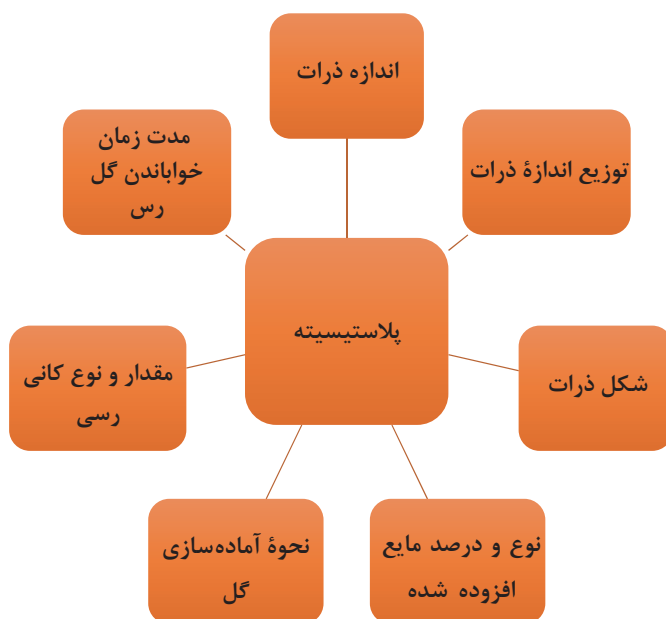 اندازه ذرات
توزیع اندازهٔ ذرات
شکل ذرات
نوع و درصد مایع
افزوده شده
نحوهٔ آماده‌سازی
گل
مقدار و نوع کانی
رسی
مدت زمان
خواباندن گل
رس
پلاستیسیته